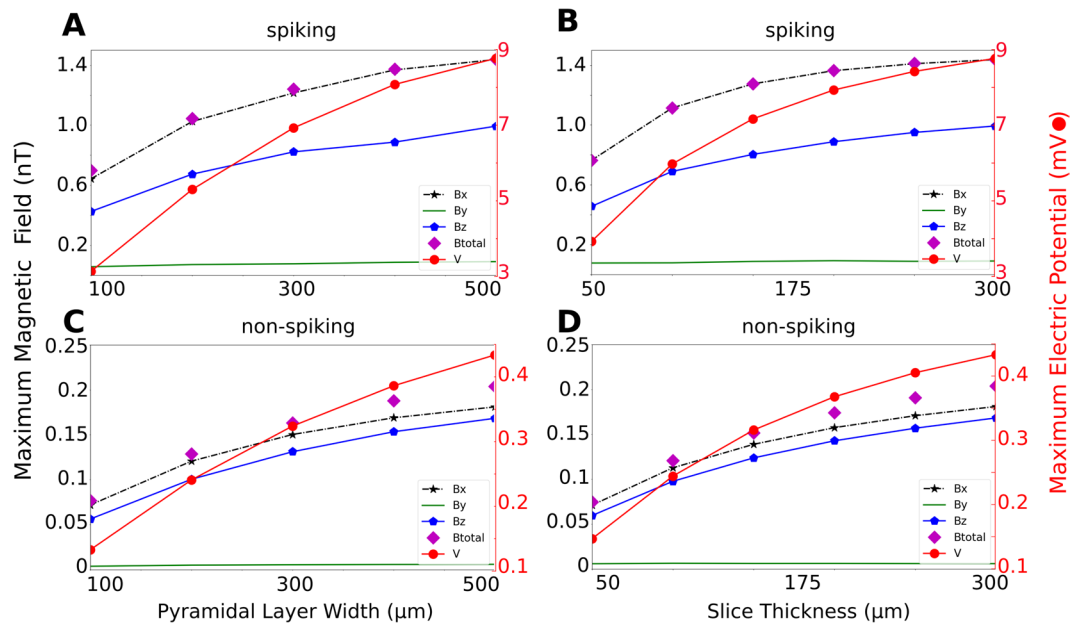 A
spiking
B
spiking
1.4
1.0
0.6
0.2
9
7
5
3
100
300
500
Bx
By
Bz
Btotal
V
1.4
1.0
0.6
0.2
9
7
5
3
50
175
300
Bx
By
Bz
Btotal
V
C
non-spiking
D
non-spiking
0.25
0.2
0.15
0.1
0.05
0
0.4
0.3
0.2
0.1
100
300
500
Bx
By
Bz
Btotal
V
0.25
0.2
0.15
0.1
0.05
0
0.4
0.3
0.2
0.1
50
175
300
Bx
By
Bz
Btotal
V
Pyramidal Layer Width (μm)
Slice Thickness (μm)
Maximum Magnetic Field (nT)
Maximum Electric Potential (mV●)